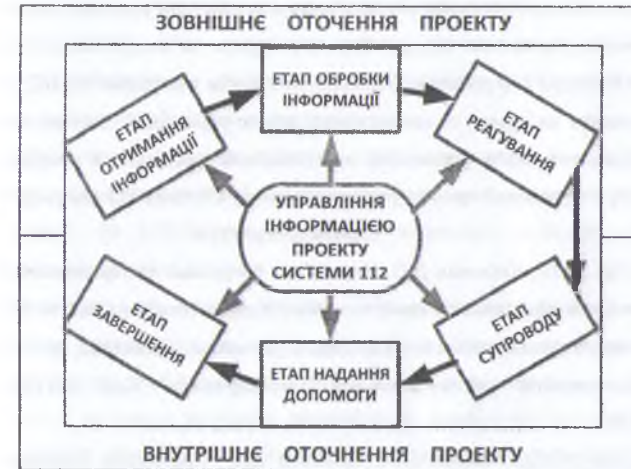 ЗОВНІШНЄ ОТОЧЕННЯ ПРОЕКТУ
ЕТАП ОБРОБКИ
ІНФОРМАЦІЇ
ЕТАП
ОТРИМАННЯ
ІНФОРМАЦІЇ
ЕТАП
РЕАГУВАННЯ
УПРАВЛІННЯ
ІНФОРМАЦІЄЮ
ПРОЕКТУ
СИСТЕМИ 112
ЕТАП
ЗАВЕРШЕННЯ
ЕТАП
СУПРОВОДУ
ЕТАП НАДАННЯ
ДОПОМОГИ
ВНУТРІШНЄ ОТОЧЕННЯ ПРОЕКТУ